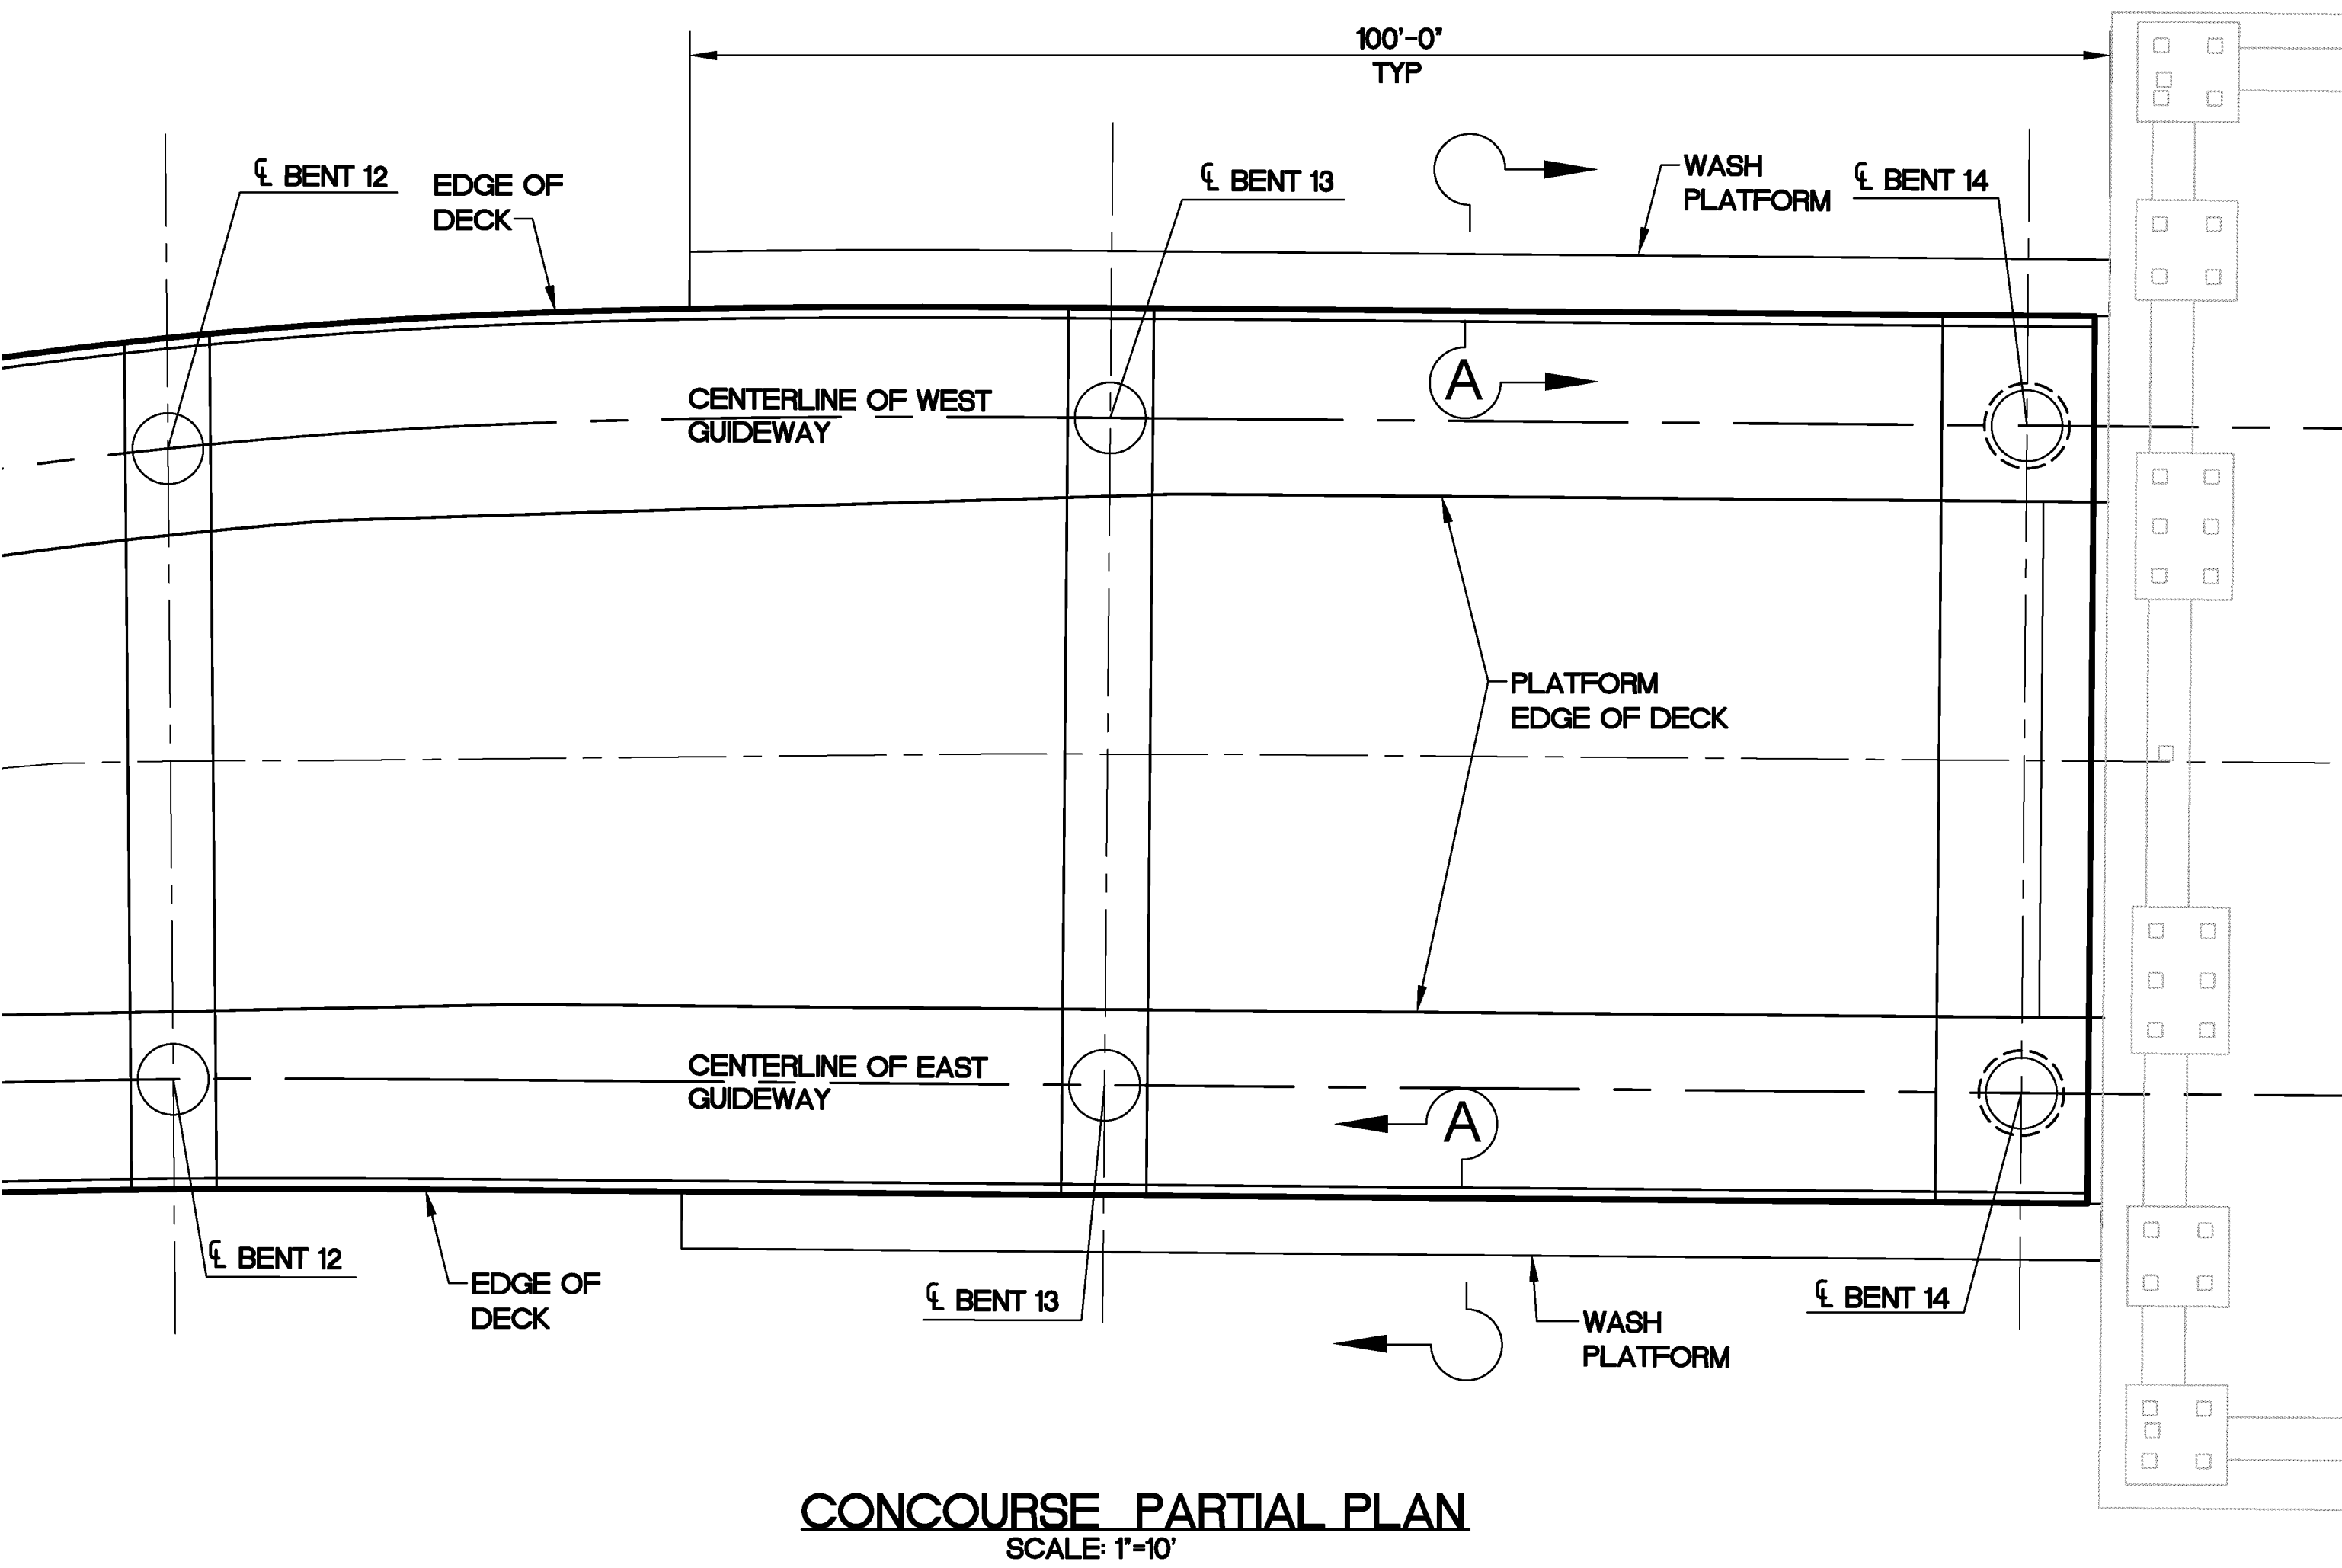 100'-0"
TYP
℄ BENT 12
EDGE OF
DECK
℄ BENT 13
WASH
PLATFORM
℄ BENT 14
A
CENTERLINE OF WEST
GUIDEWAY
PLATFORM
EDGE OF DECK
CENTERLINE OF EAST
GUIDEWAY
A
℄ BENT 12
EDGE OF
DECK
℄ BENT 13
WASH
PLATFORM
℄ BENT 14
CONCOURSE PARTIAL PLAN
SCALE: 1"=10'